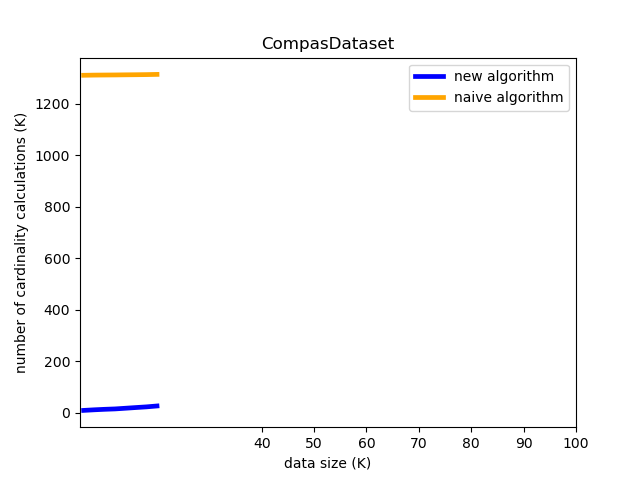 CompasDataset
new algorithm
naive algorithm
number of cardinality calculations (K)
1200
1000
800
600
400
200
0
40 50 60 70 80 90 100
data size (K)